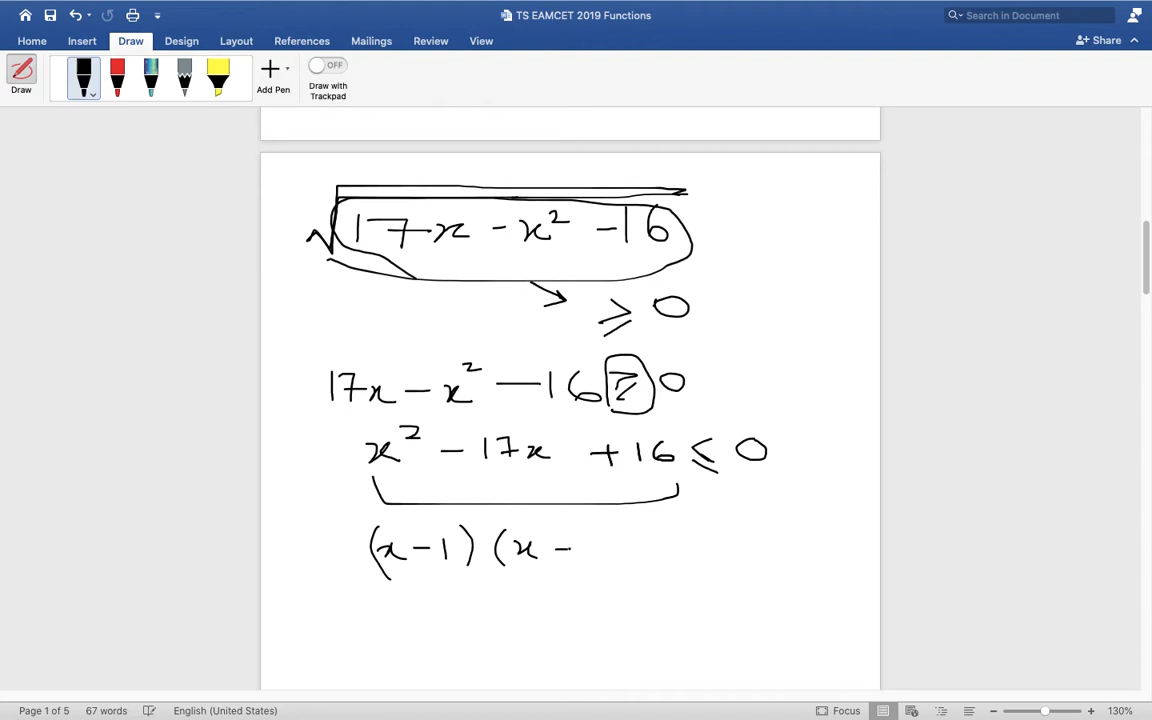 TS EAMCET 2019 Functions
Search in Document
Home Insert Draw Design Layout References Mailings Review View
Share
OFF
Draw
Add Pen
Draw with
Trackpad
√17x - x² - 16
≥ 0
17x - x² - 16 ≥ 0
x² - 17x + 16 ≤ 0
(x - 1) (x -
Page 1 of 5 67 words English (United States) Focus 130%